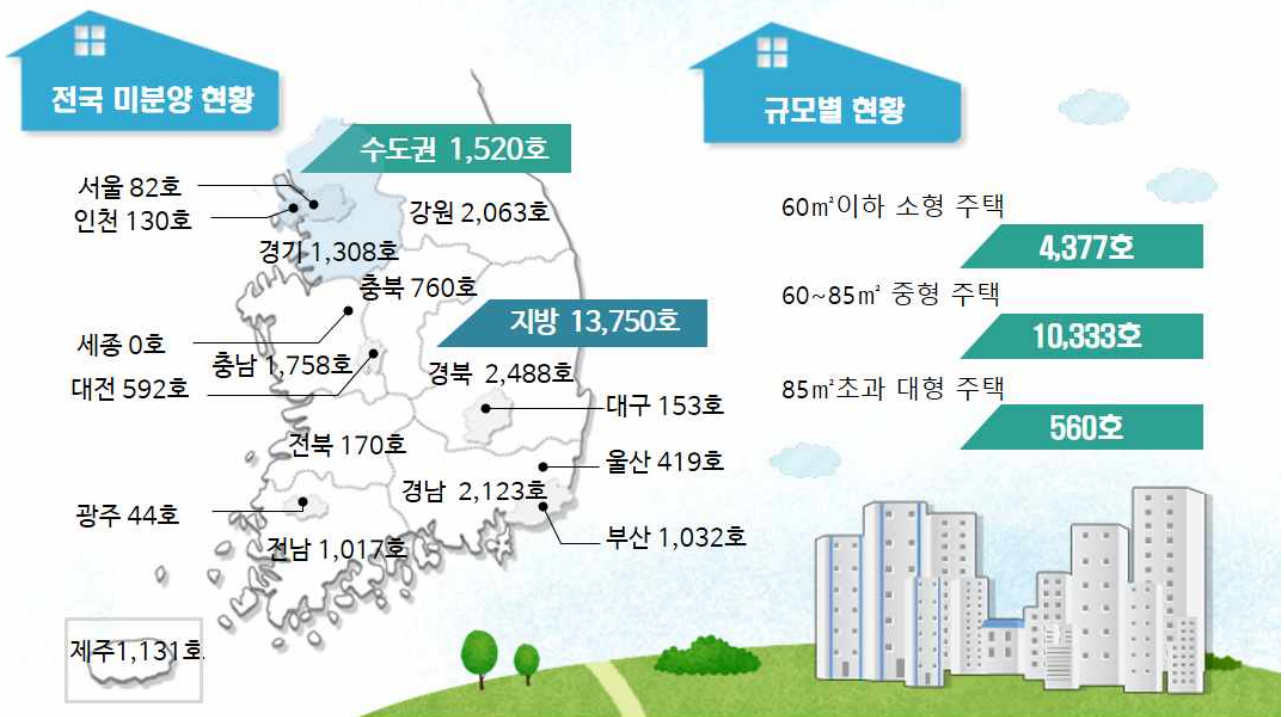 전국 미분양 현황
수도권 1,520호
서울 82호
인천 130호
강원 2,063호
경기 1,308호
충북 760호
지방 13,750호
세종 0호
충남 1,758호
경북 2,488호
대전 592호
대구 153호
전북 170호
울산 419호
경남 2,123호
광주 44호
부산 1,032호
전남 1,017호
제주1,131호
규모별 현황
60㎡이하 소형 주택
4,377호
60~85㎡ 중형 주택
10,333호
85㎡초과 대형 주택
560호